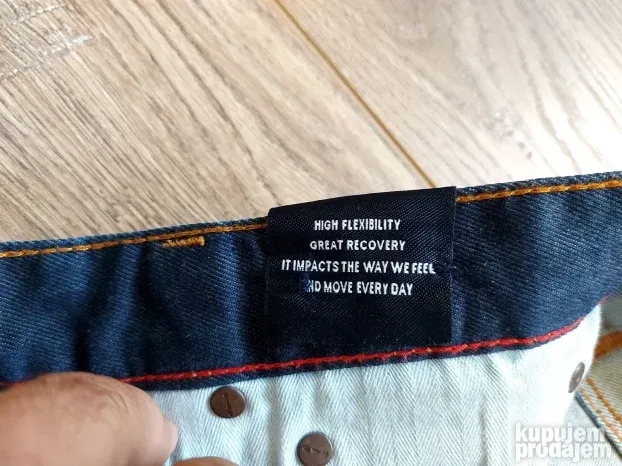 HIGH FLEXIBILITY
GREAT RECOVERY
IT IMPACTS THE WAY WE FEEL
ND MOVE EVERY DAY
kupujem
prodajem